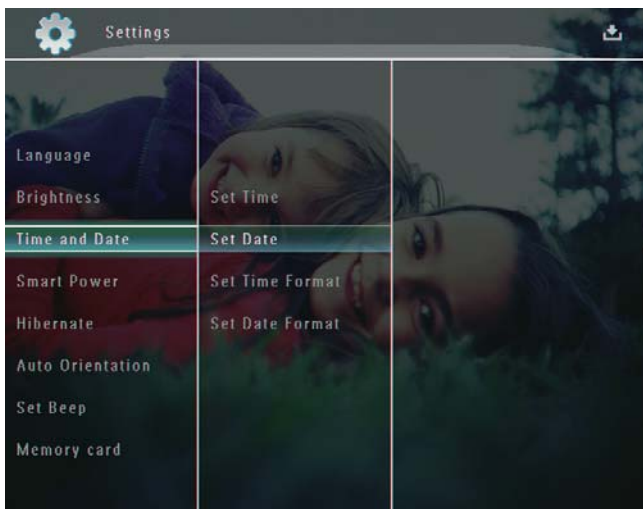 Settings
Language
Brightness
Time and Date
Smart Power
Hibernate
Auto Orientation
Set Beep
Memory card
Set Time
Set Date
Set Time Format
Set Date Format